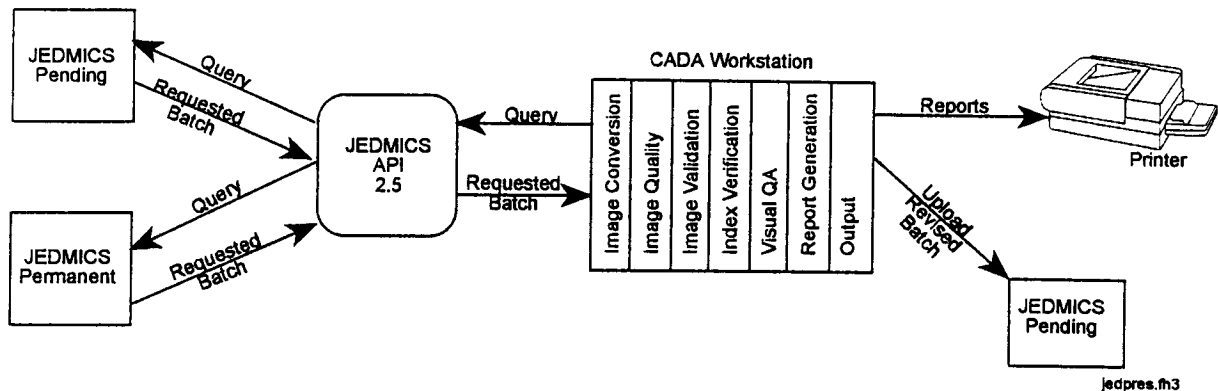 JEDMICS
Pending
Query
Requested
Batch
JEDMICS
API
2.5
Query
Requested
Batch
JEDMICS
Permanent
Query
Requested
Batch
CADA Workstation
Image Conversion
Image Quality
Image Validation
Index Verification
Visual QA
Report Generation
Output
Reports
Printer
Upload
Revised
Batch
JEDMICS
Pending
jedpres.fh3